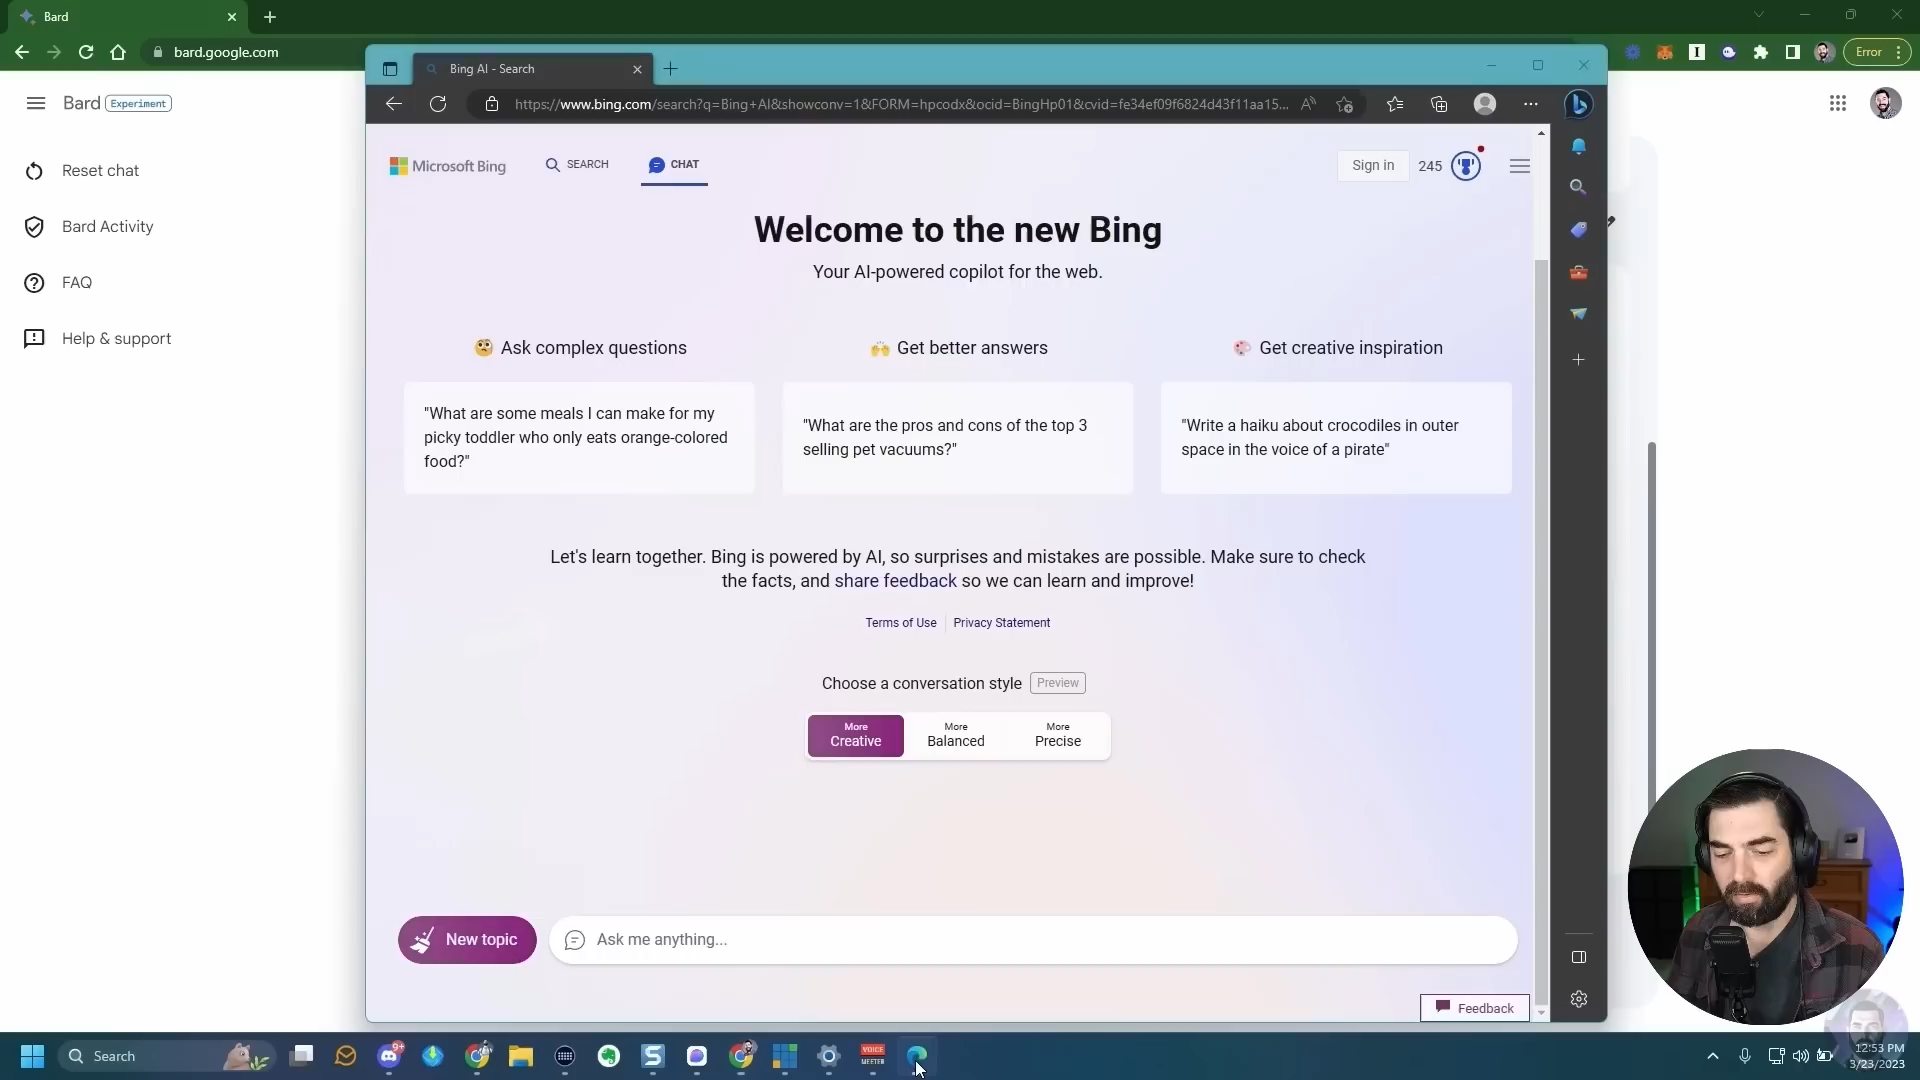 Bard
bard.google.com
Error
Bard Experiment
Reset chat
Bard Activity
FAQ
Help & support
Bing AI - Search
https://www.bing.com/search?q=Bing+AI&showconv=1&FORM=hpcodx&ocid=BingHp01&cvid=fe34ef09f6824d43f11aa15...
Microsoft Bing
SEARCH
CHAT
Sign in
245
Welcome to the new Bing
Your AI-powered copilot for the web.
Ask complex questions
Get better answers
Get creative inspiration
"What are some meals I can make for my
picky toddler who only eats orange-colored
food?"
"What are the pros and cons of the top 3
selling pet vacuums?"
"Write a haiku about crocodiles in outer
space in the voice of a pirate"
Let's learn together. Bing is powered by AI, so surprises and mistakes are possible. Make sure to check
the facts, and share feedback so we can learn and improve!
Terms of Use
Privacy Statement
Choose a conversation style Preview
More
Creative
More
Balanced
More
Precise
New topic
Ask me anything...
Feedback
Search
9+
VOICE
MEETER
12:53 PM
3/23/2023